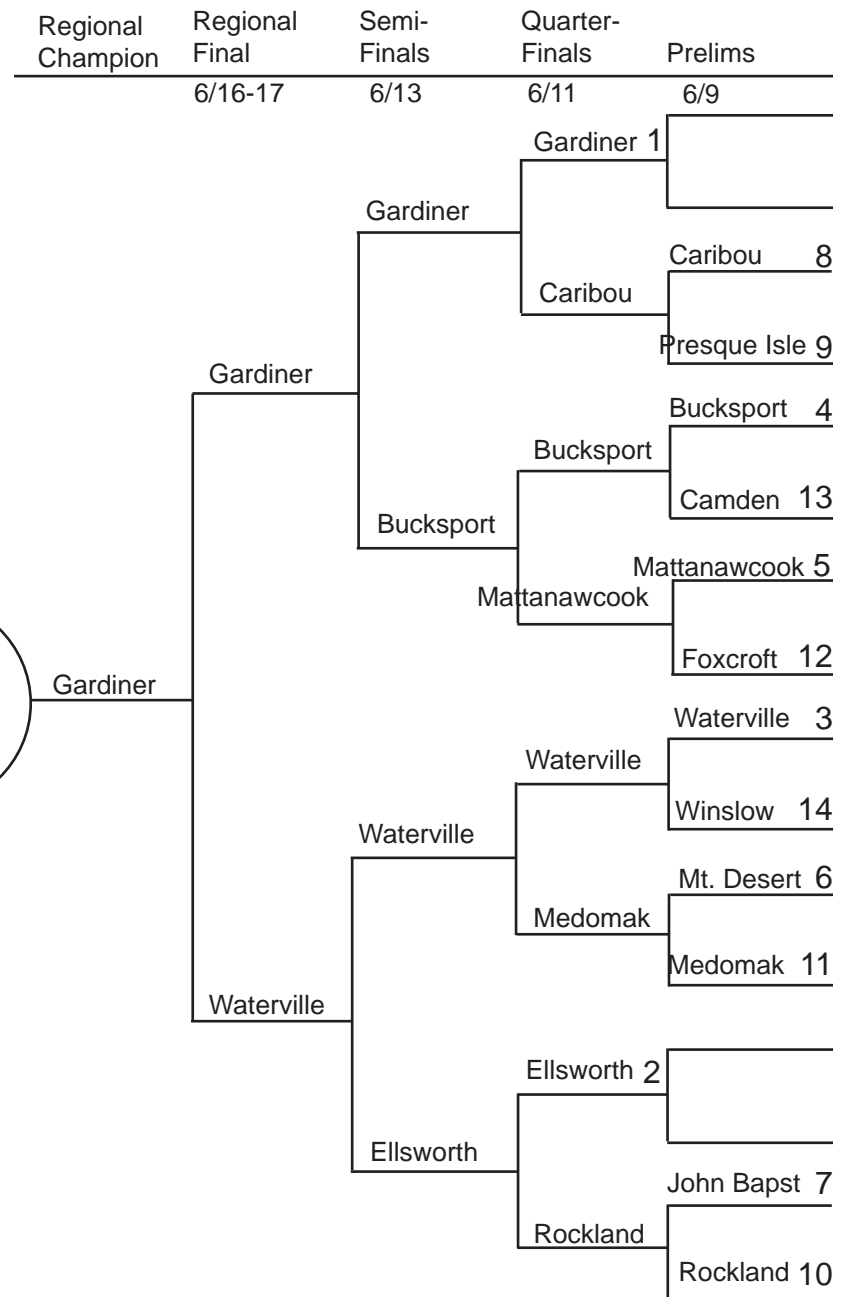 Regional Champion
Regional Final
Semi-Finals
Quarter-Finals
Prelims
6/16-17
6/13
6/11
6/9
Gardiner 1
Gardiner
Caribou 8
Caribou
Presque Isle 9
Gardiner
Bucksport 4
Bucksport
Camden 13
Bucksport
Mattanawcook 5
Mattanawcook
Foxcroft 12
Gardiner
Waterville 3
Waterville
Winslow 14
Waterville
Mt. Desert 6
Medomak
Medomak 11
Waterville
Ellsworth 2
Ellsworth
John Bapst 7
Rockland
Rockland 10